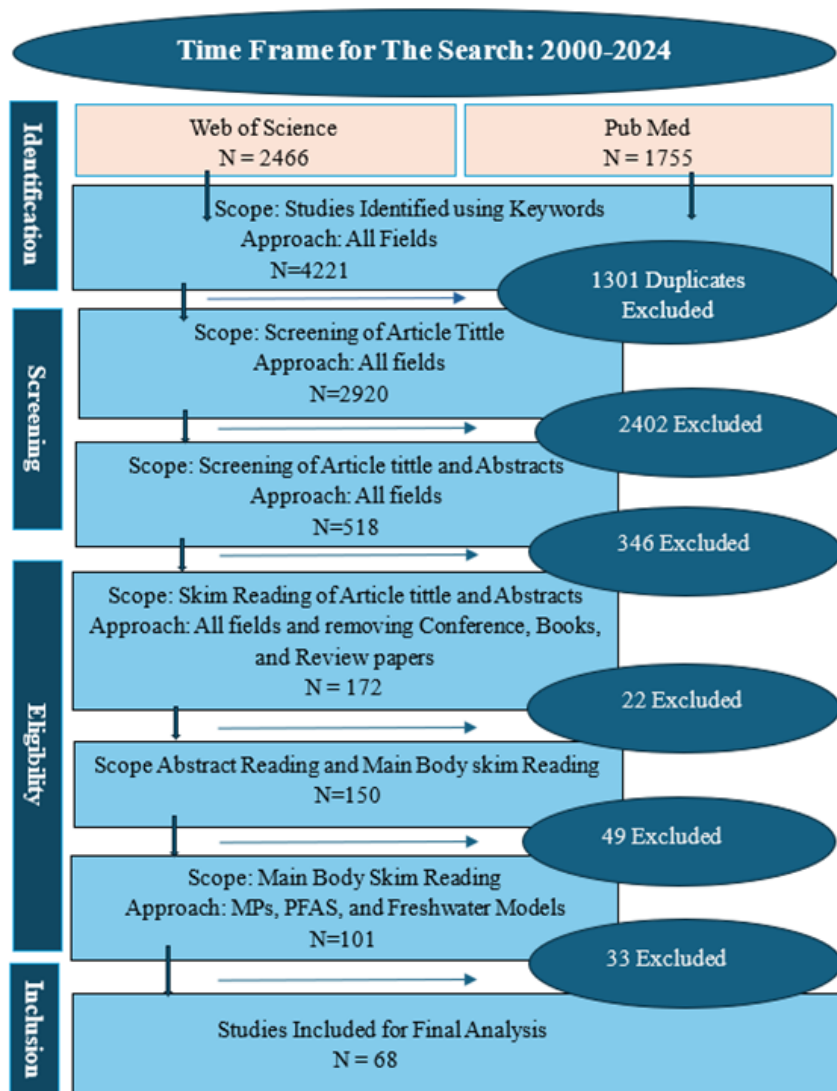 Time Frame for The Search: 2000-2024
Identification
Web of Science
N = 2466
Pub Med
N = 1755
Scope: Studies Identified using Keywords
Approach: All Fields
N=4221
1301 Duplicates
Excluded
Screening
Scope: Screening of Article Tittle
Approach: All fields
N=2920
2402 Excluded
Scope: Screening of Article tittle and Abstracts
Approach: All fields
N=518
346 Excluded
Eligibility
Scope: Skim Reading of Article tittle and Abstracts
Approach: All fields and removing Conference, Books,
and Review papers
N = 172
22 Excluded
Scope Abstract Reading and Main Body skim Reading
N=150
49 Excluded
Scope: Main Body Skim Reading
Approach: MPs, PFAS, and Freshwater Models
N=101
33 Excluded
Inclusion
Studies Included for Final Analysis
N = 68